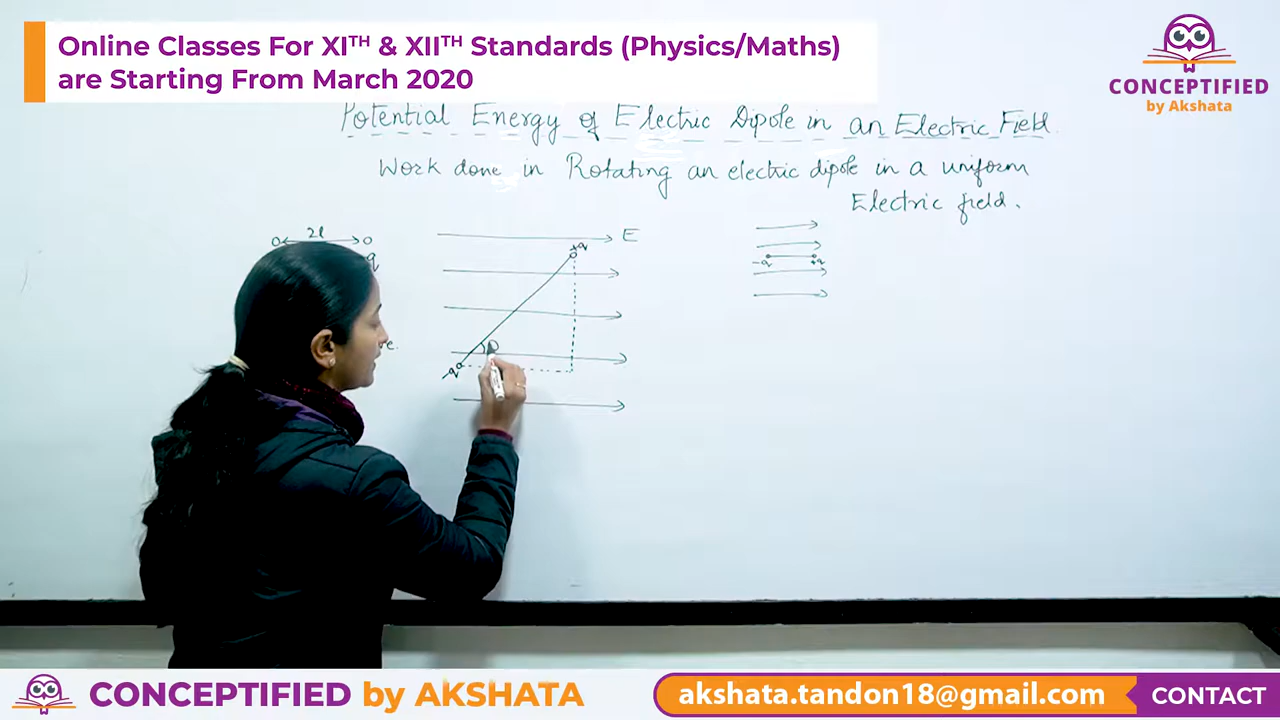 Online Classes For XITH & XIITH Standards (Physics/Maths)
are Starting From March 2020
CONCEPTIFIED
by Akshata
Potential Energy of Electric Dipole in an Electric Field
Work done in Rotating an electric dipole in a uniform
Electric field.
2l
E
+q
q
-q +q
θ
-q
CONCEPTIFIED by AKSHATA
akshata.tandon18@gmail.com
CONTACT